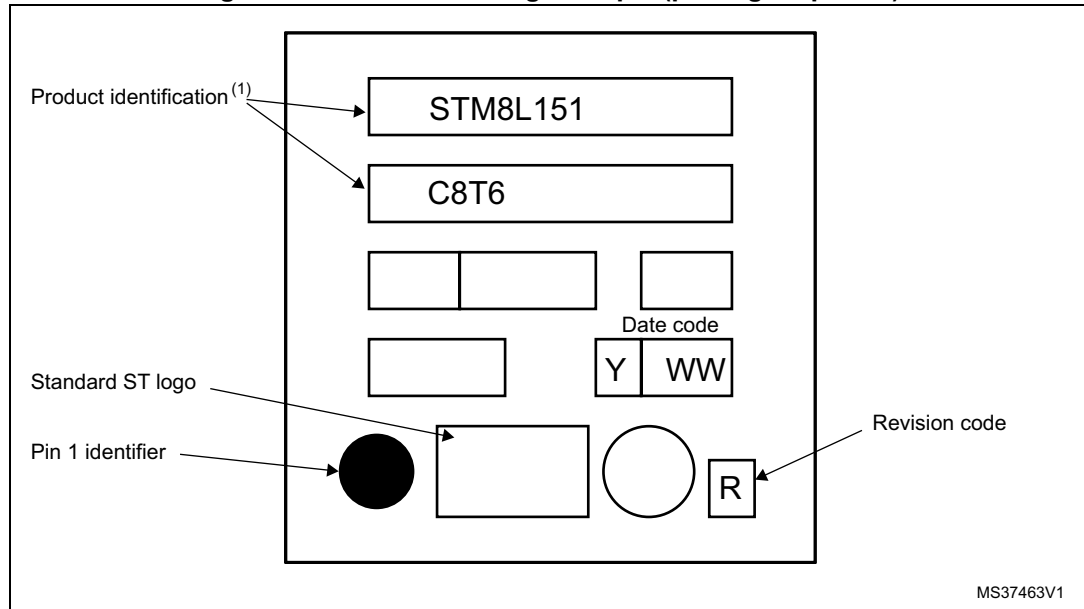 Product identification (1)
STM8L151
C8T6
Date code
Y WW
Standard ST logo
Revision code
Pin 1 identifier
R
MS37463V1